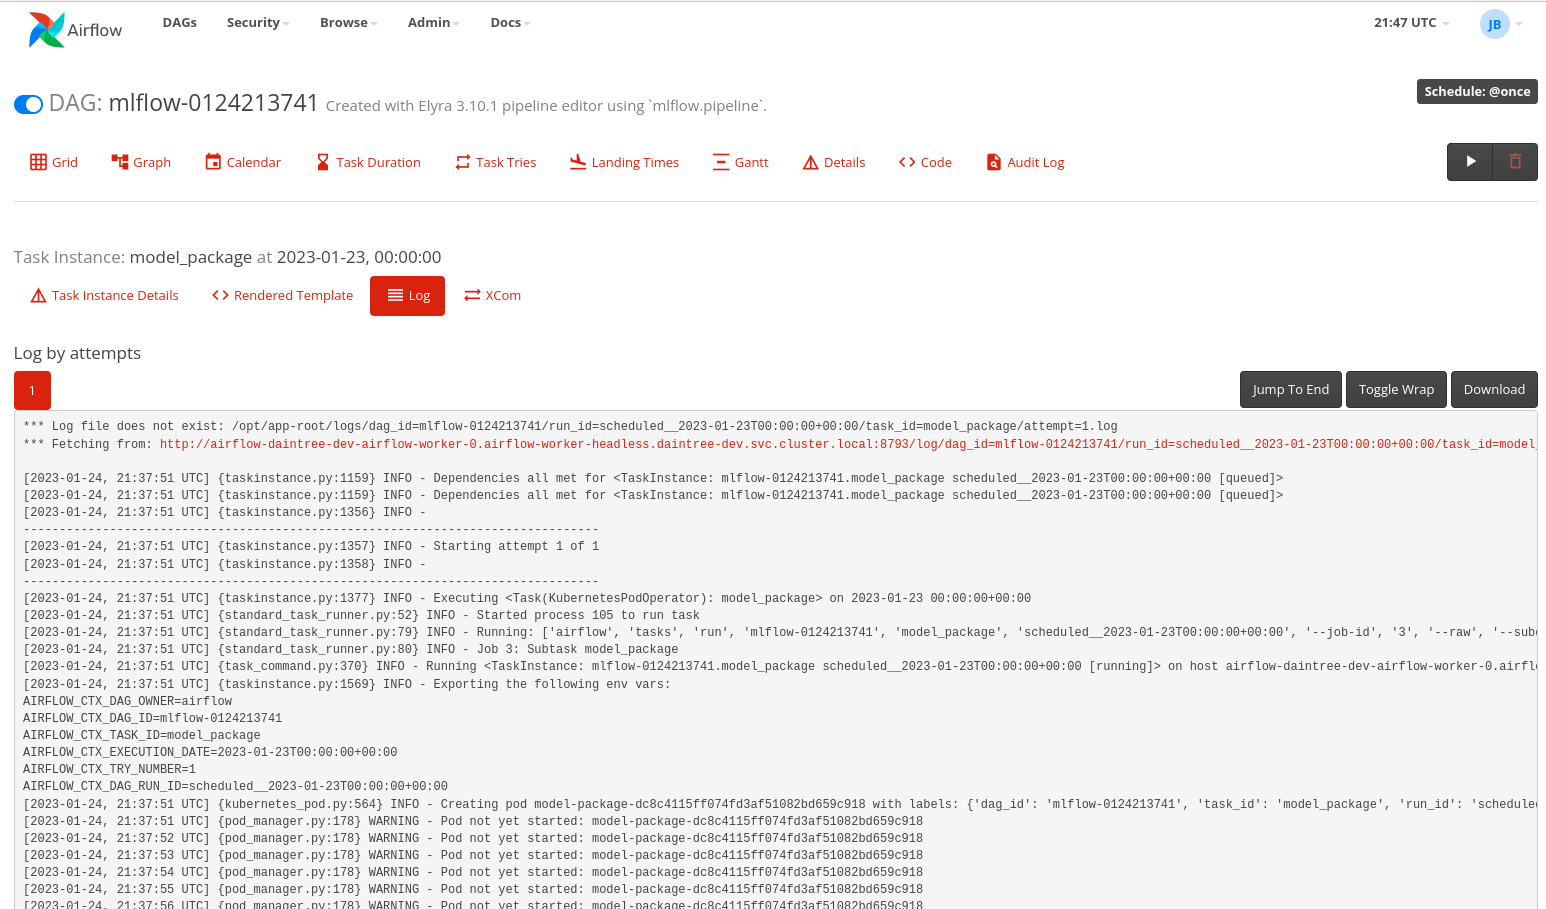 Airflow DAGs Security Browse Admin Docs 21:47 UTC JB
DAG: mlflow-0124213741 Created with Elyra 3.10.1 pipeline editor using `mlflow.pipeline`.
Schedule: @once
Grid Graph Calendar Task Duration Task Tries Landing Times Gantt Details Code Audit Log
Task Instance: model_package at 2023-01-23, 00:00:00
Task Instance Details Rendered Template Log XCom
Log by attempts
1 Jump To End Toggle Wrap Download
*** Log file does not exist: /opt/app-root/logs/dag_id=mlflow-0124213741/run_id=scheduled__2023-01-23T00:00:00+00:00/task_id=model_package/attempt=1.log
*** Fetching from: http://airflow-daintree-dev-airflow-worker-0.airflow-worker-headless.daintree-dev.svc.cluster.local:8793/log/dag_id=mlflow-0124213741/run_id=scheduled__2023-01-23T00:00:00+00:00/task_id=model_
[2023-01-24, 21:37:51 UTC] {taskinstance.py:1159} INFO - Dependencies all met for <TaskInstance: mlflow-0124213741.model_package scheduled__2023-01-23T00:00:00+00:00 [queued]>
[2023-01-24, 21:37:51 UTC] {taskinstance.py:1159} INFO - Dependencies all met for <TaskInstance: mlflow-0124213741.model_package scheduled__2023-01-23T00:00:00+00:00 [queued]>
[2023-01-24, 21:37:51 UTC] {taskinstance.py:1356} INFO -
--------------------------------------------------------------------------------
[2023-01-24, 21:37:51 UTC] {taskinstance.py:1357} INFO - Starting attempt 1 of 1
[2023-01-24, 21:37:51 UTC] {taskinstance.py:1358} INFO -
--------------------------------------------------------------------------------
[2023-01-24, 21:37:51 UTC] {taskinstance.py:1377} INFO - Executing <Task(KubernetesPodOperator): model_package> on 2023-01-23 00:00:00+00:00
[2023-01-24, 21:37:51 UTC] {standard_task_runner.py:52} INFO - Started process 105 to run task
[2023-01-24, 21:37:51 UTC] {standard_task_runner.py:79} INFO - Running: ['airflow', 'tasks', 'run', 'mlflow-0124213741', 'model_package', 'scheduled__2023-01-23T00:00:00+00:00', '--job-id', '3', '--raw', '--subd
[2023-01-24, 21:37:51 UTC] {standard_task_runner.py:80} INFO - Job 3: Subtask model_package
[2023-01-24, 21:37:51 UTC] {task_command.py:370} INFO - Running <TaskInstance: mlflow-0124213741.model_package scheduled__2023-01-23T00:00:00+00:00 [running]> on host airflow-daintree-dev-airflow-worker-0.airfl
[2023-01-24, 21:37:51 UTC] {taskinstance.py:1569} INFO - Exporting the following env vars:
AIRFLOW_CTX_DAG_OWNER=airflow
AIRFLOW_CTX_DAG_ID=mlflow-0124213741
AIRFLOW_CTX_TASK_ID=model_package
AIRFLOW_CTX_EXECUTION_DATE=2023-01-23T00:00:00+00:00
AIRFLOW_CTX_TRY_NUMBER=1
AIRFLOW_CTX_DAG_RUN_ID=scheduled__2023-01-23T00:00:00+00:00
[2023-01-24, 21:37:51 UTC] {kubernetes_pod.py:564} INFO - Creating pod model-package-dc8c4115ff074fd3af51082bd659c918 with labels: {'dag_id': 'mlflow-0124213741', 'task_id': 'model_package', 'run_id': 'schedule
[2023-01-24, 21:37:51 UTC] {pod_manager.py:178} WARNING - Pod not yet started: model-package-dc8c4115ff074fd3af51082bd659c918
[2023-01-24, 21:37:52 UTC] {pod_manager.py:178} WARNING - Pod not yet started: model-package-dc8c4115ff074fd3af51082bd659c918
[2023-01-24, 21:37:53 UTC] {pod_manager.py:178} WARNING - Pod not yet started: model-package-dc8c4115ff074fd3af51082bd659c918
[2023-01-24, 21:37:54 UTC] {pod_manager.py:178} WARNING - Pod not yet started: model-package-dc8c4115ff074fd3af51082bd659c918
[2023-01-24, 21:37:55 UTC] {pod_manager.py:178} WARNING - Pod not yet started: model-package-dc8c4115ff074fd3af51082bd659c918
[2023-01-24, 21:37:56 UTC] {pod_manager.py:178} WARNING - Pod not yet started: model-package-dc8c4115ff074fd3af51082bd659c918